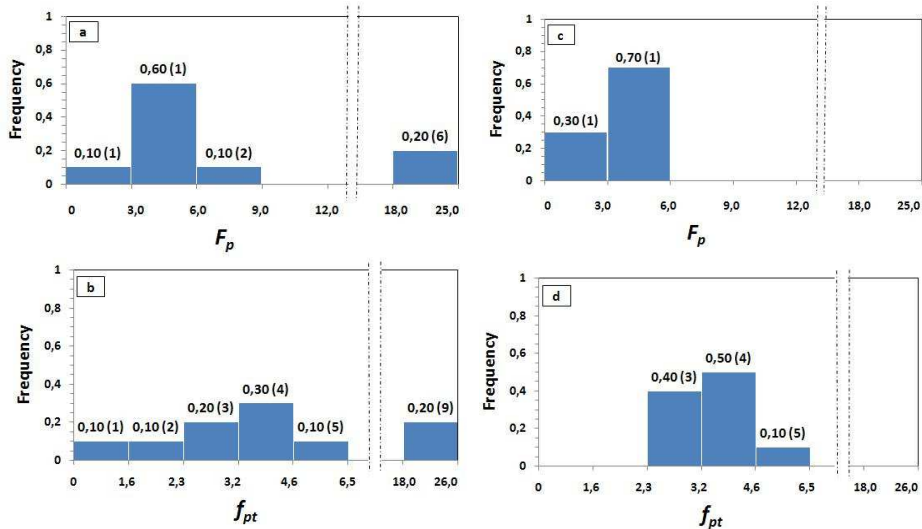 a
1
0,8
0,6
0,4
0,2
0
Frequency
0,10 (1)
0,60 (1)
0,10 (2)
0,20 (6)
0 3,0 6,0 9,0 12,0 18,0 25,0
Fp
c
1
0,8
0,6
0,4
0,2
0
Frequency
0,30 (1)
0,70 (1)
0 3,0 6,0 9,0 12,0 18,0 25,0
Fp
b
1
0,8
0,6
0,4
0,2
0
Frequency
0,10 (1)
0,10 (2)
0,20 (3)
0,30 (4)
0,10 (5)
0,20 (9)
0 1,6 2,3 3,2 4,6 6,5 18,0 26,0
fpt
d
1
0,8
0,6
0,4
0,2
0
Frequency
0,40 (3)
0,50 (4)
0,10 (5)
0 1,6 2,3 3,2 4,6 6,5 18,0 26,0
fpt